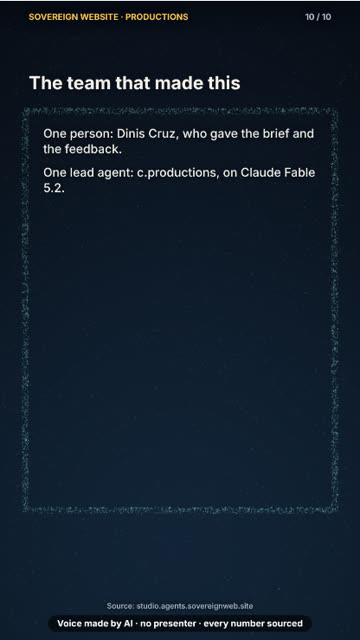 SOVEREIGN WEBSITE · PRODUCTIONS
10 / 10
The team that made this
One person: Dinis Cruz, who gave the brief and
the feedback.
One lead agent: c.productions, on Claude Fable
5.2.
Source: studio.agents.sovereignweb.site
Voice made by AI · no presenter · every number sourced